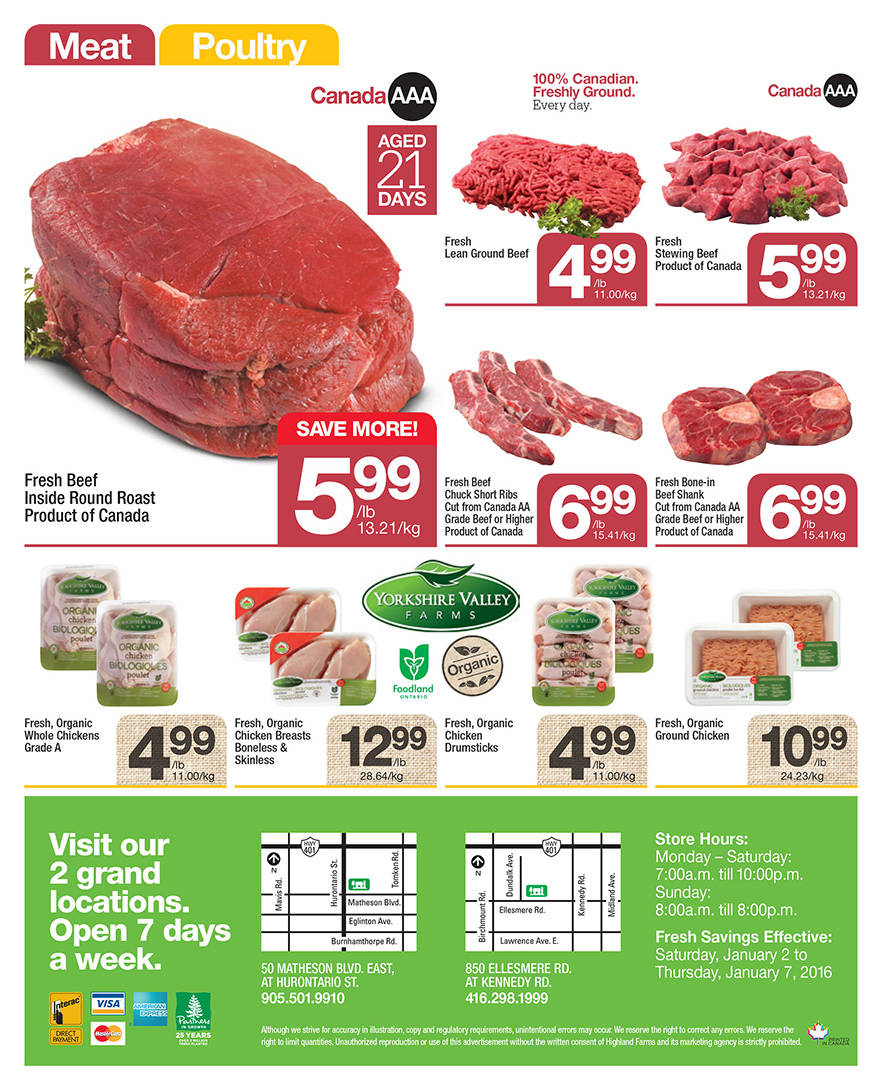 Meat
Poultry
Canada AAA
AGED
21
DAYS
Fresh Beef
Inside Round Roast
Product of Canada
SAVE MORE!
5.99
/lb
13.21/kg
100% Canadian.
Freshly Ground.
Every day.
Fresh
Lean Ground Beef
4.99
/lb
11.00/kg
Canada AAA
Fresh
Stewing Beef
Product of Canada
5.99
/lb
13.21/kg
Fresh Beef
Chuck Short Ribs
Cut from Canada AA
Grade Beef or Higher
Product of Canada
6.99
/lb
15.41/kg
Fresh Bone-in
Beef Shank
Cut from Canada AA
Grade Beef or Higher
Product of Canada
6.99
/lb
15.41/kg
YORKSHIRE VALLEY
FARMS
Foodland
ONTARIO
Organic
ORGANIC
chicken
BIOLOGIQUES
poulet
Fresh, Organic
Whole Chickens
Grade A
4.99
/lb
11.00/kg
Fresh, Organic
Chicken Breasts
Boneless &
Skinless
12.99
/lb
28.64/kg
Fresh, Organic
Chicken
Drumsticks
4.99
/lb
11.00/kg
Fresh, Organic
Ground Chicken
10.99
/lb
24.23/kg
Visit our
2 grand
locations.
Open 7 days
a week.
Interac
DIRECT
PAYMENT
VISA
MasterCard
AMERICAN
EXPRESS
Partners
IN GROWTH
25 YEARS
HWY
401
N
Mavis Rd.
Hurontario St.
Tomken Rd.
Matheson Blvd.
Eglinton Ave.
Burnhamthorpe Rd.
50 MATHESON BLVD. EAST,
AT HURONTARIO ST.
905.501.9910
HWY
401
N
Birchmount Rd.
Dundalk Ave.
Kennedy Rd.
Midland Ave.
Ellesmere Rd.
Lawrence Ave. E.
850 ELLESMERE RD.
AT KENNEDY RD.
416.298.1999
Store Hours:
Monday – Saturday:
7:00a.m. till 10:00p.m.
Sunday:
8:00a.m. till 8:00p.m.
Fresh Savings Effective:
Saturday, January 2 to
Thursday, January 7, 2016
Although we strive for accuracy in illustration, copy and regulatory requirements, unintentional errors may occur. We reserve the right to correct any errors. We reserve the
right to limit quantities. Unauthorized reproduction or use of this advertisement without the written consent of Highland Farms and its marketing agency is strictly prohibited.
PRINTED
IN CANADA